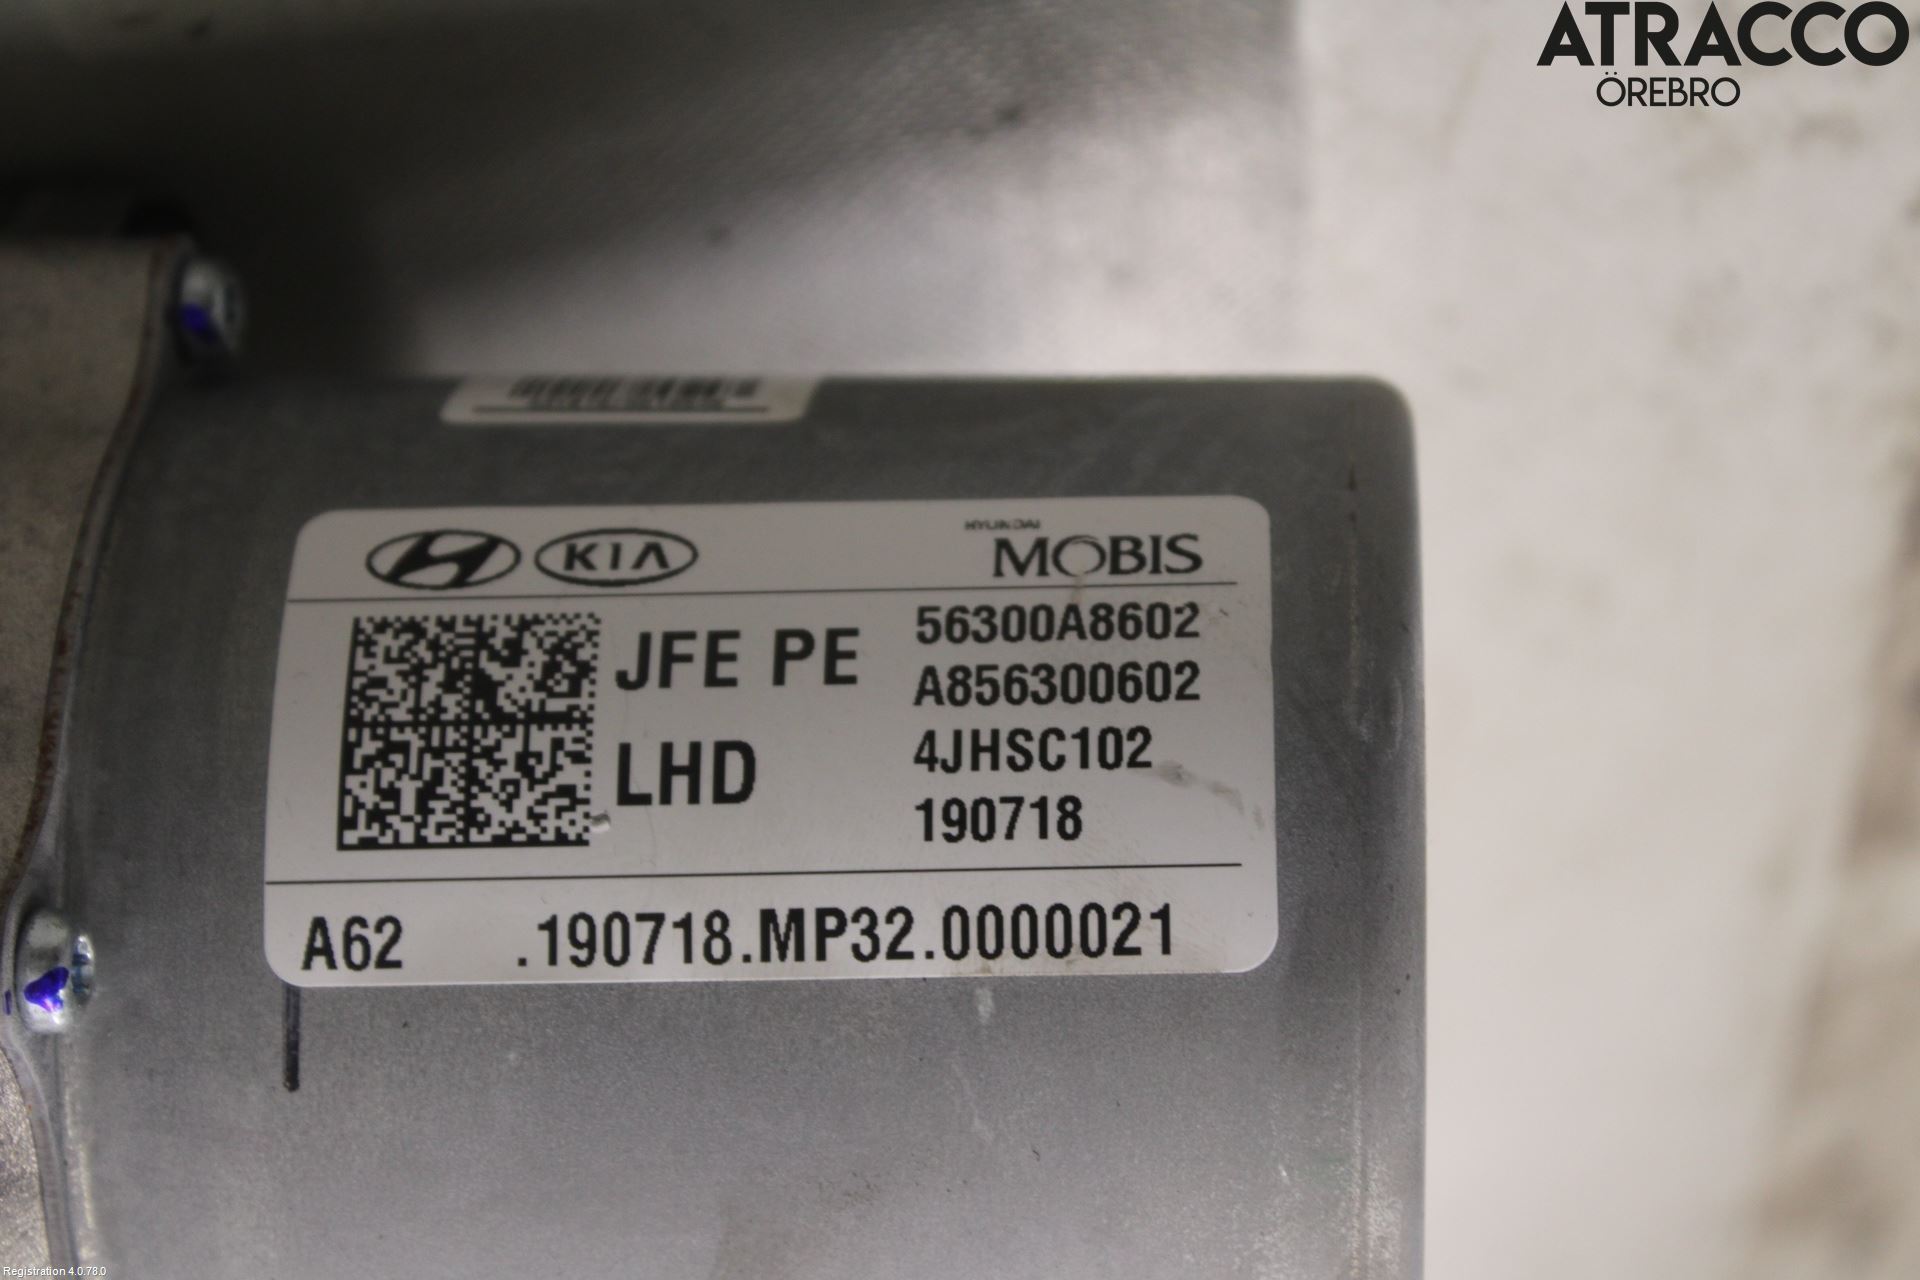 ATRACCO
ÖREBRO
KIA
HYUNDAI
MOBIS
JFE PE
LHD
56300A8602
A856300602
4JHSC102
190718
A62 .190718.MP32.0000021
Registration 4.0.78.0